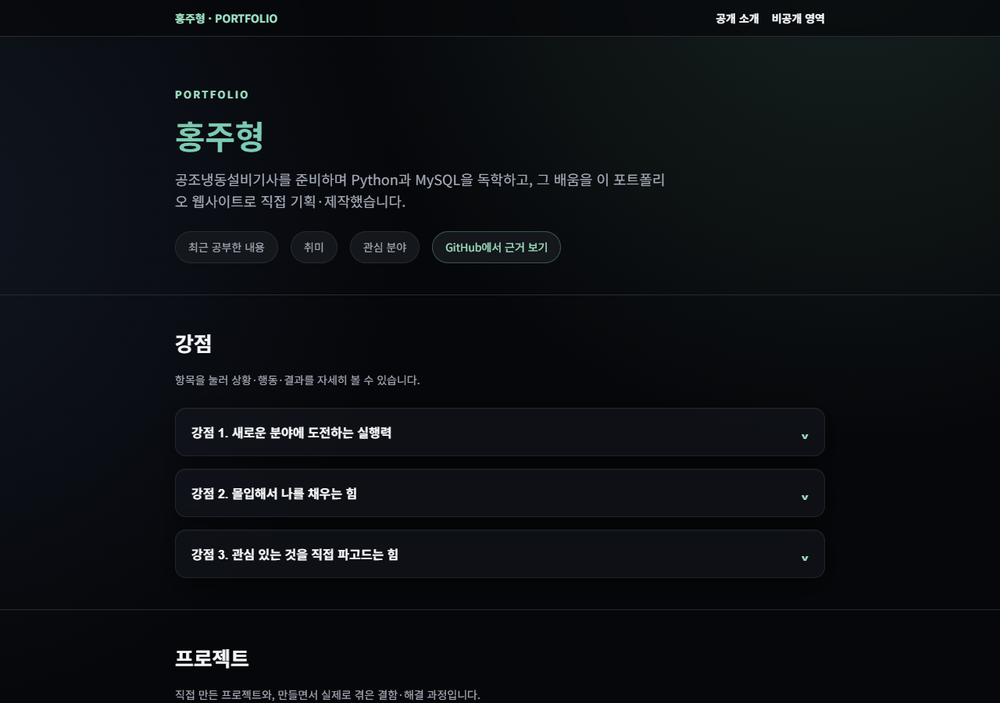 홍주형 · PORTFOLIO
공개 소개 비공개 영역
PORTFOLIO
홍주형
공조냉동설비기사를 준비하며 Python과 MySQL을 독학하고, 그 배움을 이 포트폴리
오 웹사이트로 직접 기획·제작했습니다.
최근 공부한 내용 취미 관심 분야 GitHub에서 근거 보기
강점
항목을 눌러 상황·행동·결과를 자세히 볼 수 있습니다.
강점 1. 새로운 분야에 도전하는 실행력 v
강점 2. 몰입해서 나를 채우는 힘 v
강점 3. 관심 있는 것을 직접 파고드는 힘 v
프로젝트
직접 만든 프로젝트와, 만들면서 실제로 겪은 결함·해결 과정입니다.